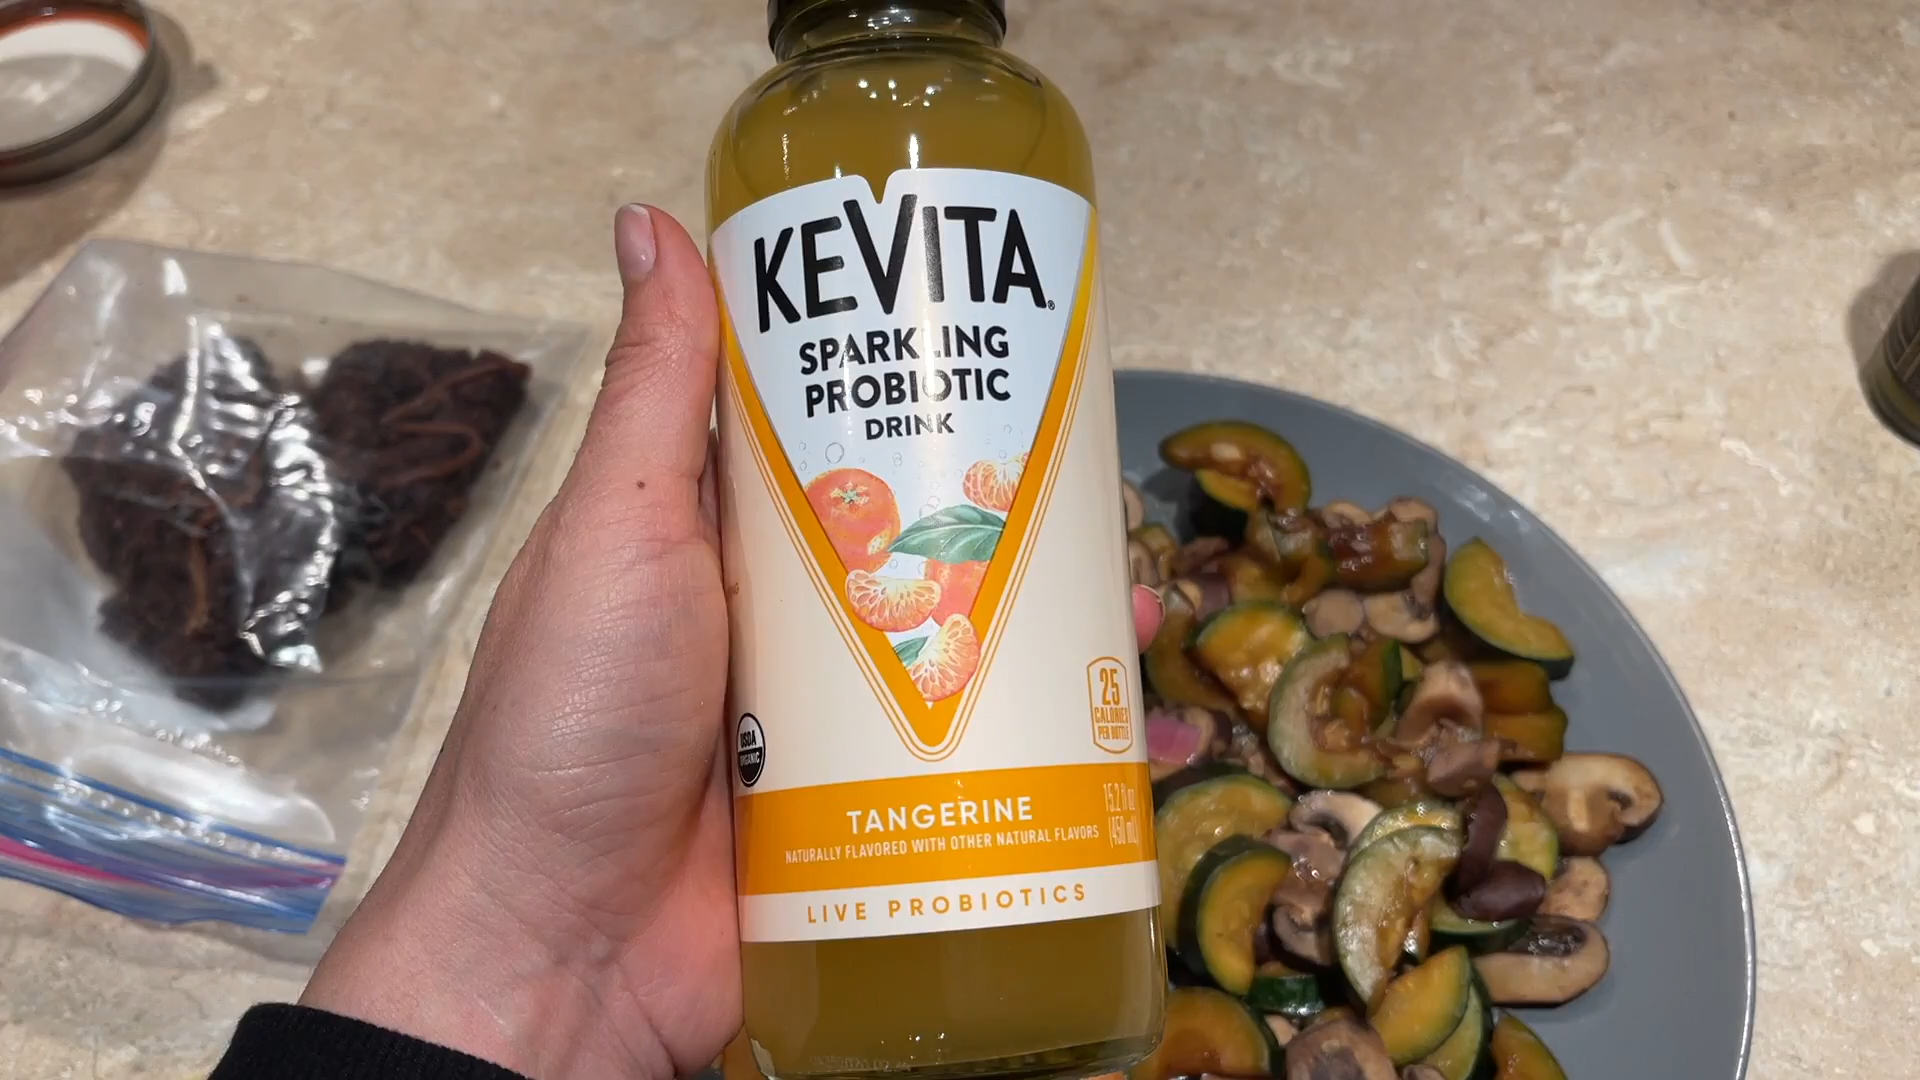 KEVITA®
SPARKLING
PROBIOTIC
DRINK
25
CALORIES
PER BOTTLE
USDA
ORGANIC
TANGERINE
NATURALLY FLAVORED WITH OTHER NATURAL FLAVORS
15.2 fl oz
(450 mL)
LIVE PROBIOTICS